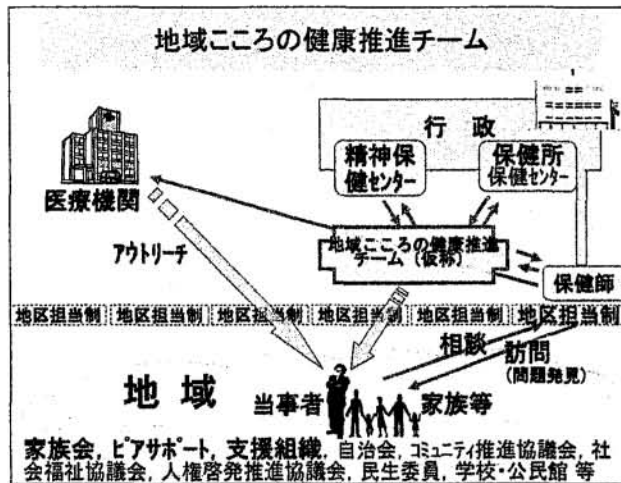 地域こころの健康推進チーム
行 政
精神保
健センター
保健所
保健センター
医療機関
アウトリーチ
地域こころの健康推進
チーム（仮称）
保健師
地区担当制 地区担当制 地区担当制 地区担当制 地区担当制 地区担当制
相談
訪問
(問題発見)
地 域
当事者
家族等
家族会, ピアサポート, 支援組織, 自治会, コミュニティ推進協議会, 社
会福祉協議会, 人権啓発推進協議会, 民生委員, 学校・公民館 等